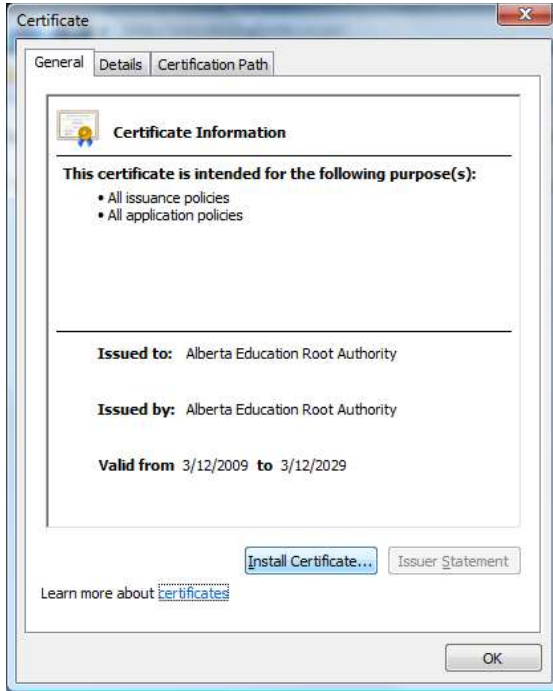 Certificate
General
Details
Certification Path
Certificate Information
This certificate is intended for the following purpose(s):
• All issuance policies
• All application policies
Issued to: Alberta Education Root Authority
Issued by: Alberta Education Root Authority
Valid from 3/12/2009 to 3/12/2029
Install Certificate...
Issuer Statement
Learn more about certificates
OK